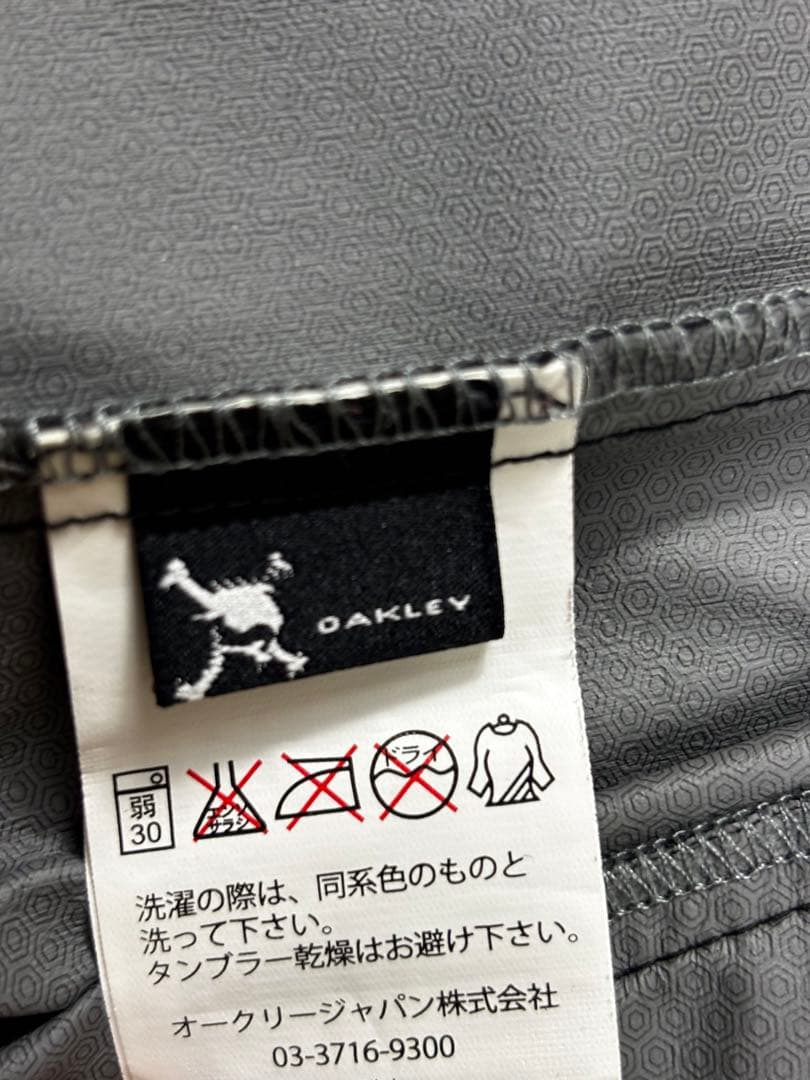 OAKLEY
弱
30
エンソ
サラシ
ドライ
洗濯の際は、同系色のものと
洗って下さい。
タンブラー乾燥はお避け下さい。
オークリージャパン株式会社
03-3716-9300